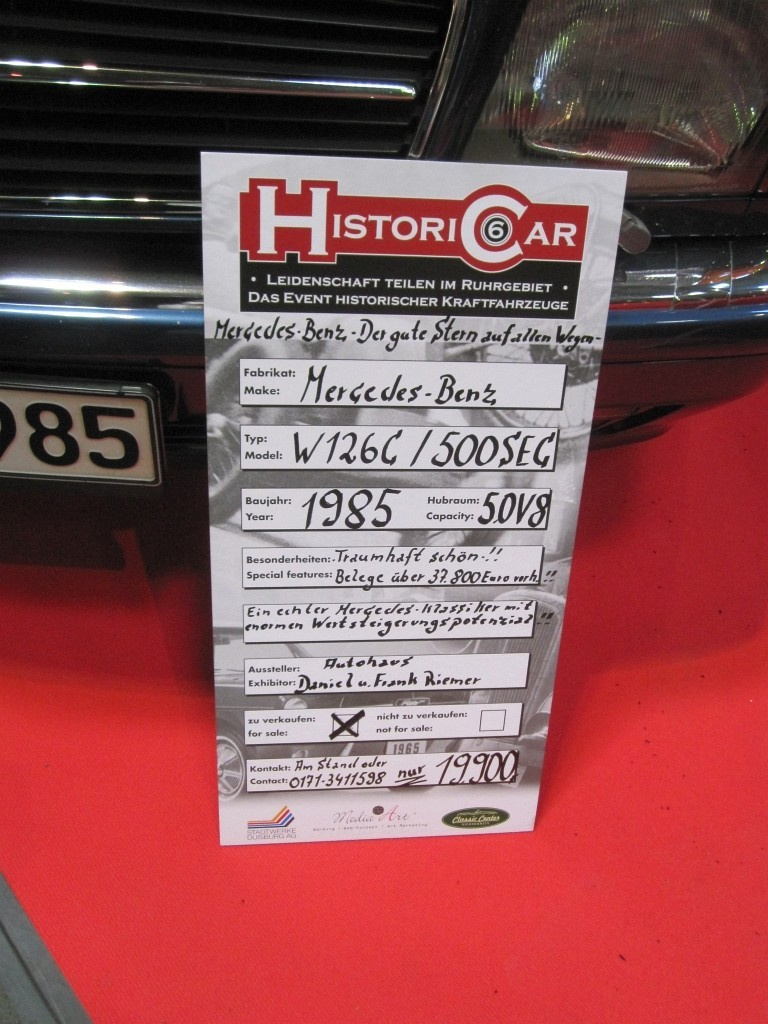 HISTORICAR 6
• LEIDENSCHAFT TEILEN IM RUHRGEBIET •
DAS EVENT HISTORISCHER KRAFTFAHRZEUGE
Mercedes-Benz - Der gute Stern auf allen Wegen -
Fabrikat:
Make: Mercedes-Benz
Typ:
Model: W126C / 500SEC
Baujahr:
Year: 1985
Hubraum:
Capacity: 5.0V8
Besonderheiten: Traumhaft schön !!
Special features: Belege über 37.800 Euro vorh. !!
Ein echter Mercedes-Klassiker mit
enormen Wertsteigerungspotenzial !!
Aussteller: Autohaus
Exhibitor: Daniel u. Frank Riemer
zu verkaufen:
for sale: X
nicht zu verkaufen:
not for sale:
1965
Kontakt: Am Stand oder
Contact: 0171-3411598 nur 19.900
STADTWERKE
DUISBURG AG
Media Art
Classic Center
985